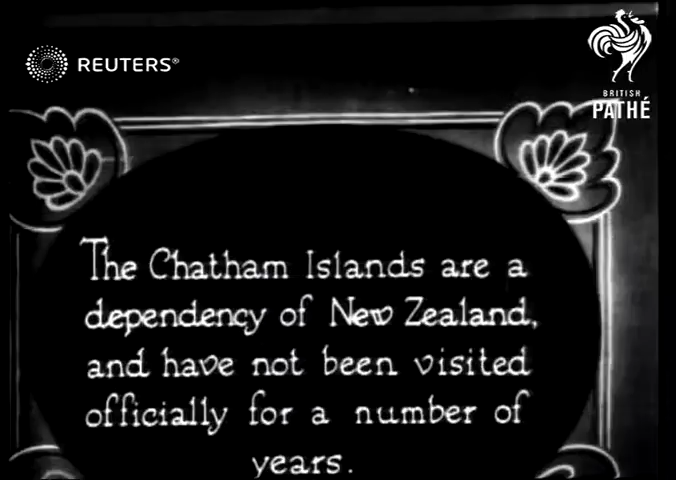 REUTERS®
BRITISH
PATHÉ
The Chatham Islands are a
dependency of New Zealand,
and have not been visited
officially for a number of
years.